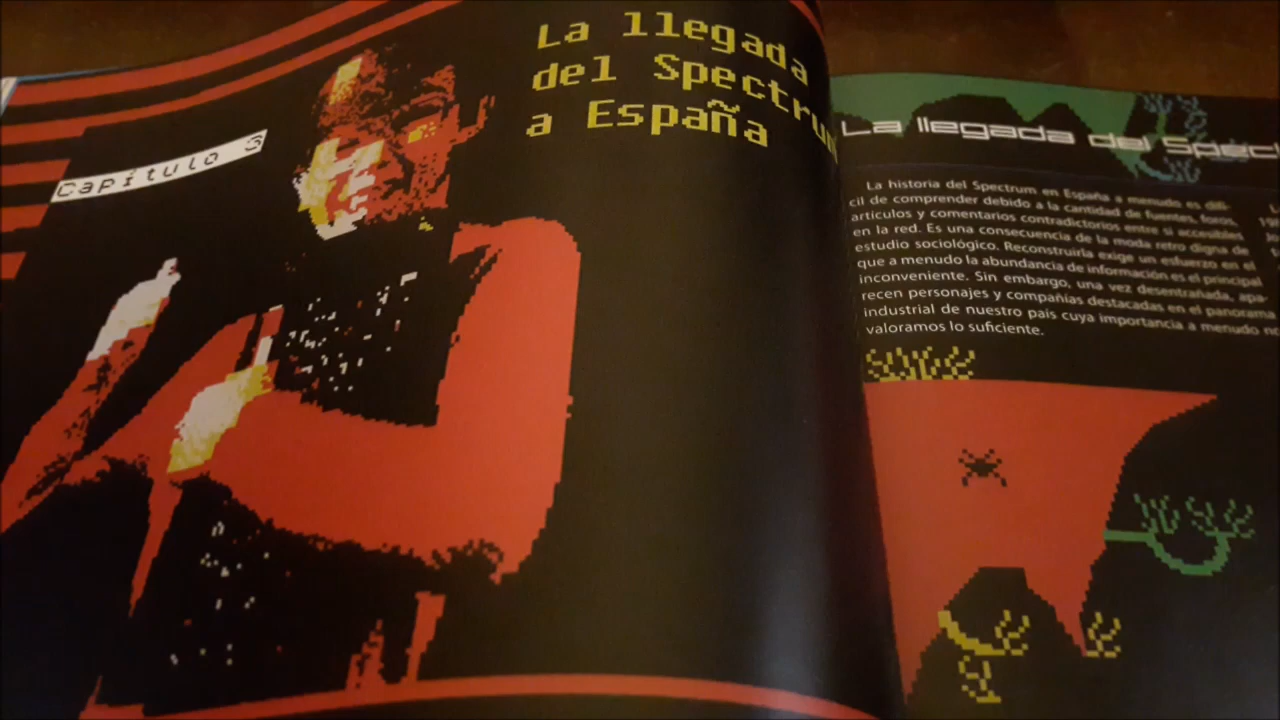 La llegada
del Spectrum
a España
Capítulo 3
La llegada del Spect
La historia del Spectrum en España a menudo es difí-
cil de comprender debido a la cantidad de fuentes, foros,
artículos y comentarios contradictorios entre sí accesibles
en la red. Es una consecuencia de la moda retro digna de
estudio sociológico. Reconstruirla exige un esfuerzo en el
que a menudo la abundancia de información es el principal
inconveniente. Sin embargo, una vez desentrañada, apa-
recen personajes y compañías destacadas en el panorama
industrial de nuestro país cuya importancia a menudo no
valoramos lo suficiente.